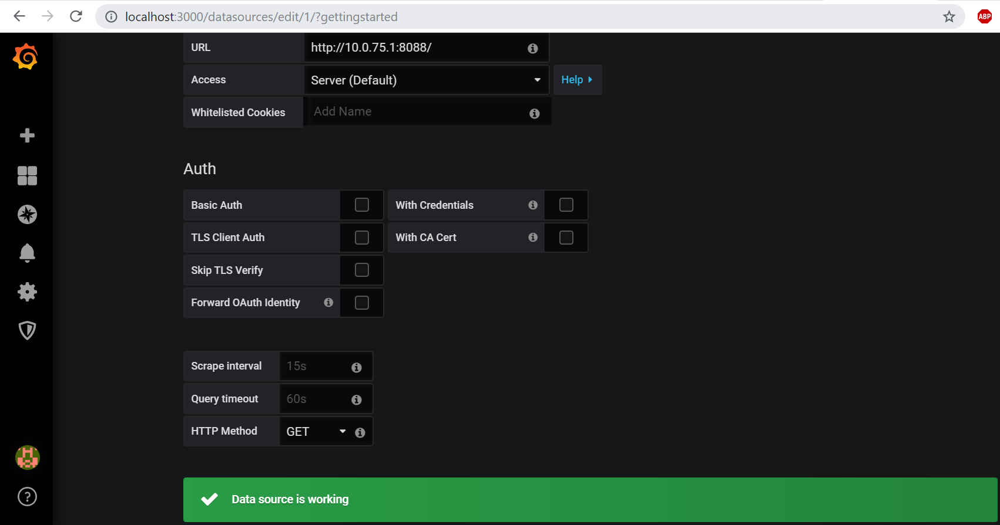 localhost:3000/datasources/edit/1/?gettingstarted
ABP
URL http://10.0.75.1:8088/
Access Server (Default) Help
Whitelisted Cookies Add Name
Auth
Basic Auth With Credentials
TLS Client Auth With CA Cert
Skip TLS Verify
Forward OAuth Identity
Scrape interval 15s
Query timeout 60s
HTTP Method GET
Data source is working